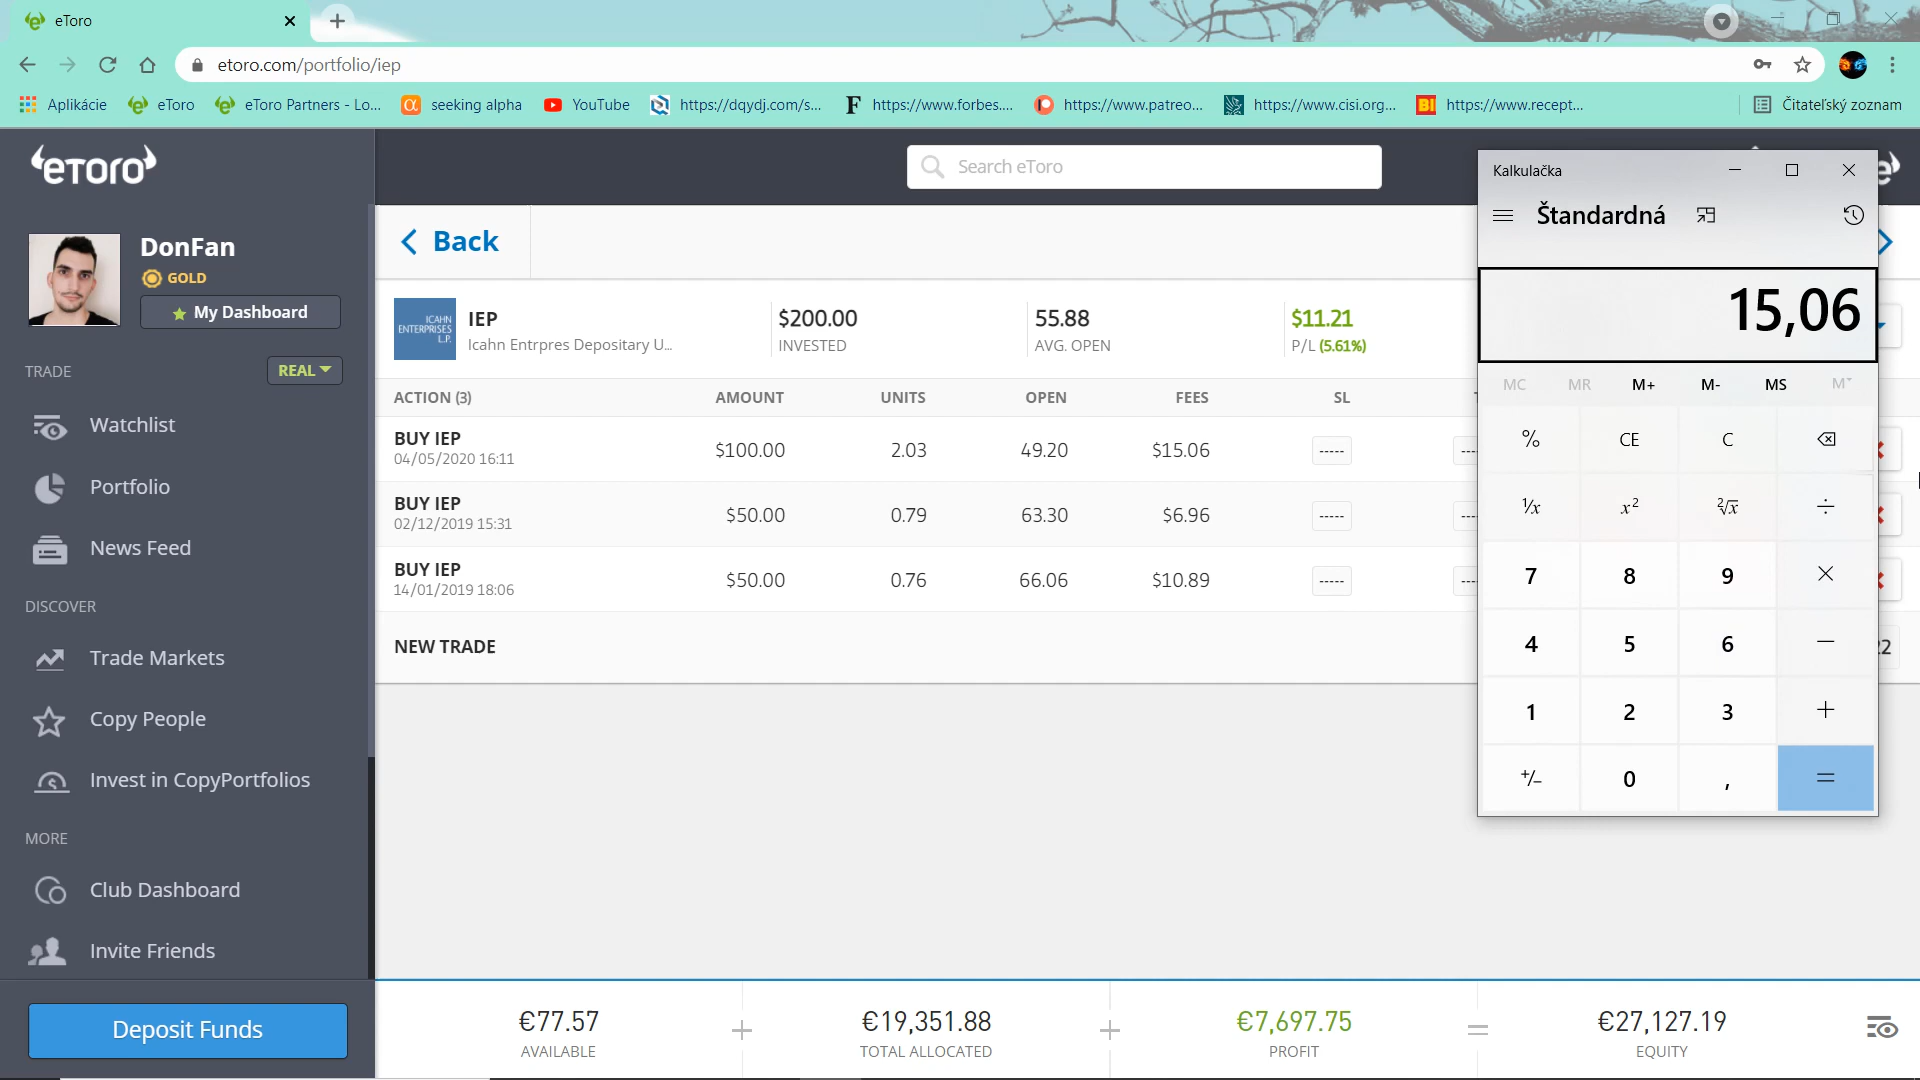 eToro
etoro.com/portfolio/iep
Aplikácie
eToro
eToro Partners - Lo...
seeking alpha
YouTube
https://dqydj.com/s...
https://www.forbes....
https://www.patreo...
https://www.cisi.org...
https://www.recept...
Čitateľský zoznam
eToro
Search eToro
DonFan
GOLD
My Dashboard
TRADE
REAL
Watchlist
Portfolio
News Feed
DISCOVER
Trade Markets
Copy People
Invest in CopyPortfolios
MORE
Club Dashboard
Invite Friends
Deposit Funds
Back
ICAHN
ENTERPRISES
L.P.
IEP
Icahn Entrpres Depositary U...
$200.00
INVESTED
55.88
AVG. OPEN
$11.21
P/L (5.61%)
ACTION (3) AMOUNT UNITS OPEN FEES SL
BUY IEP
04/05/2020 16:11
$100.00 2.03 49.20 $15.06 -----
BUY IEP
02/12/2019 15:31
$50.00 0.79 63.30 $6.96 -----
BUY IEP
14/01/2019 18:06
$50.00 0.76 66.06 $10.89 -----
NEW TRADE
Kalkulačka
Štandardná
15,06
MC MR M+ M- MS M˅
% CE C
1/x x² ²√x ÷
7 8 9 ×
4 5 6 −
1 2 3 +
+/− 0 , =
€77.57 + €19,351.88 + €7,697.75 = €27,127.19
AVAILABLE TOTAL ALLOCATED PROFIT EQUITY